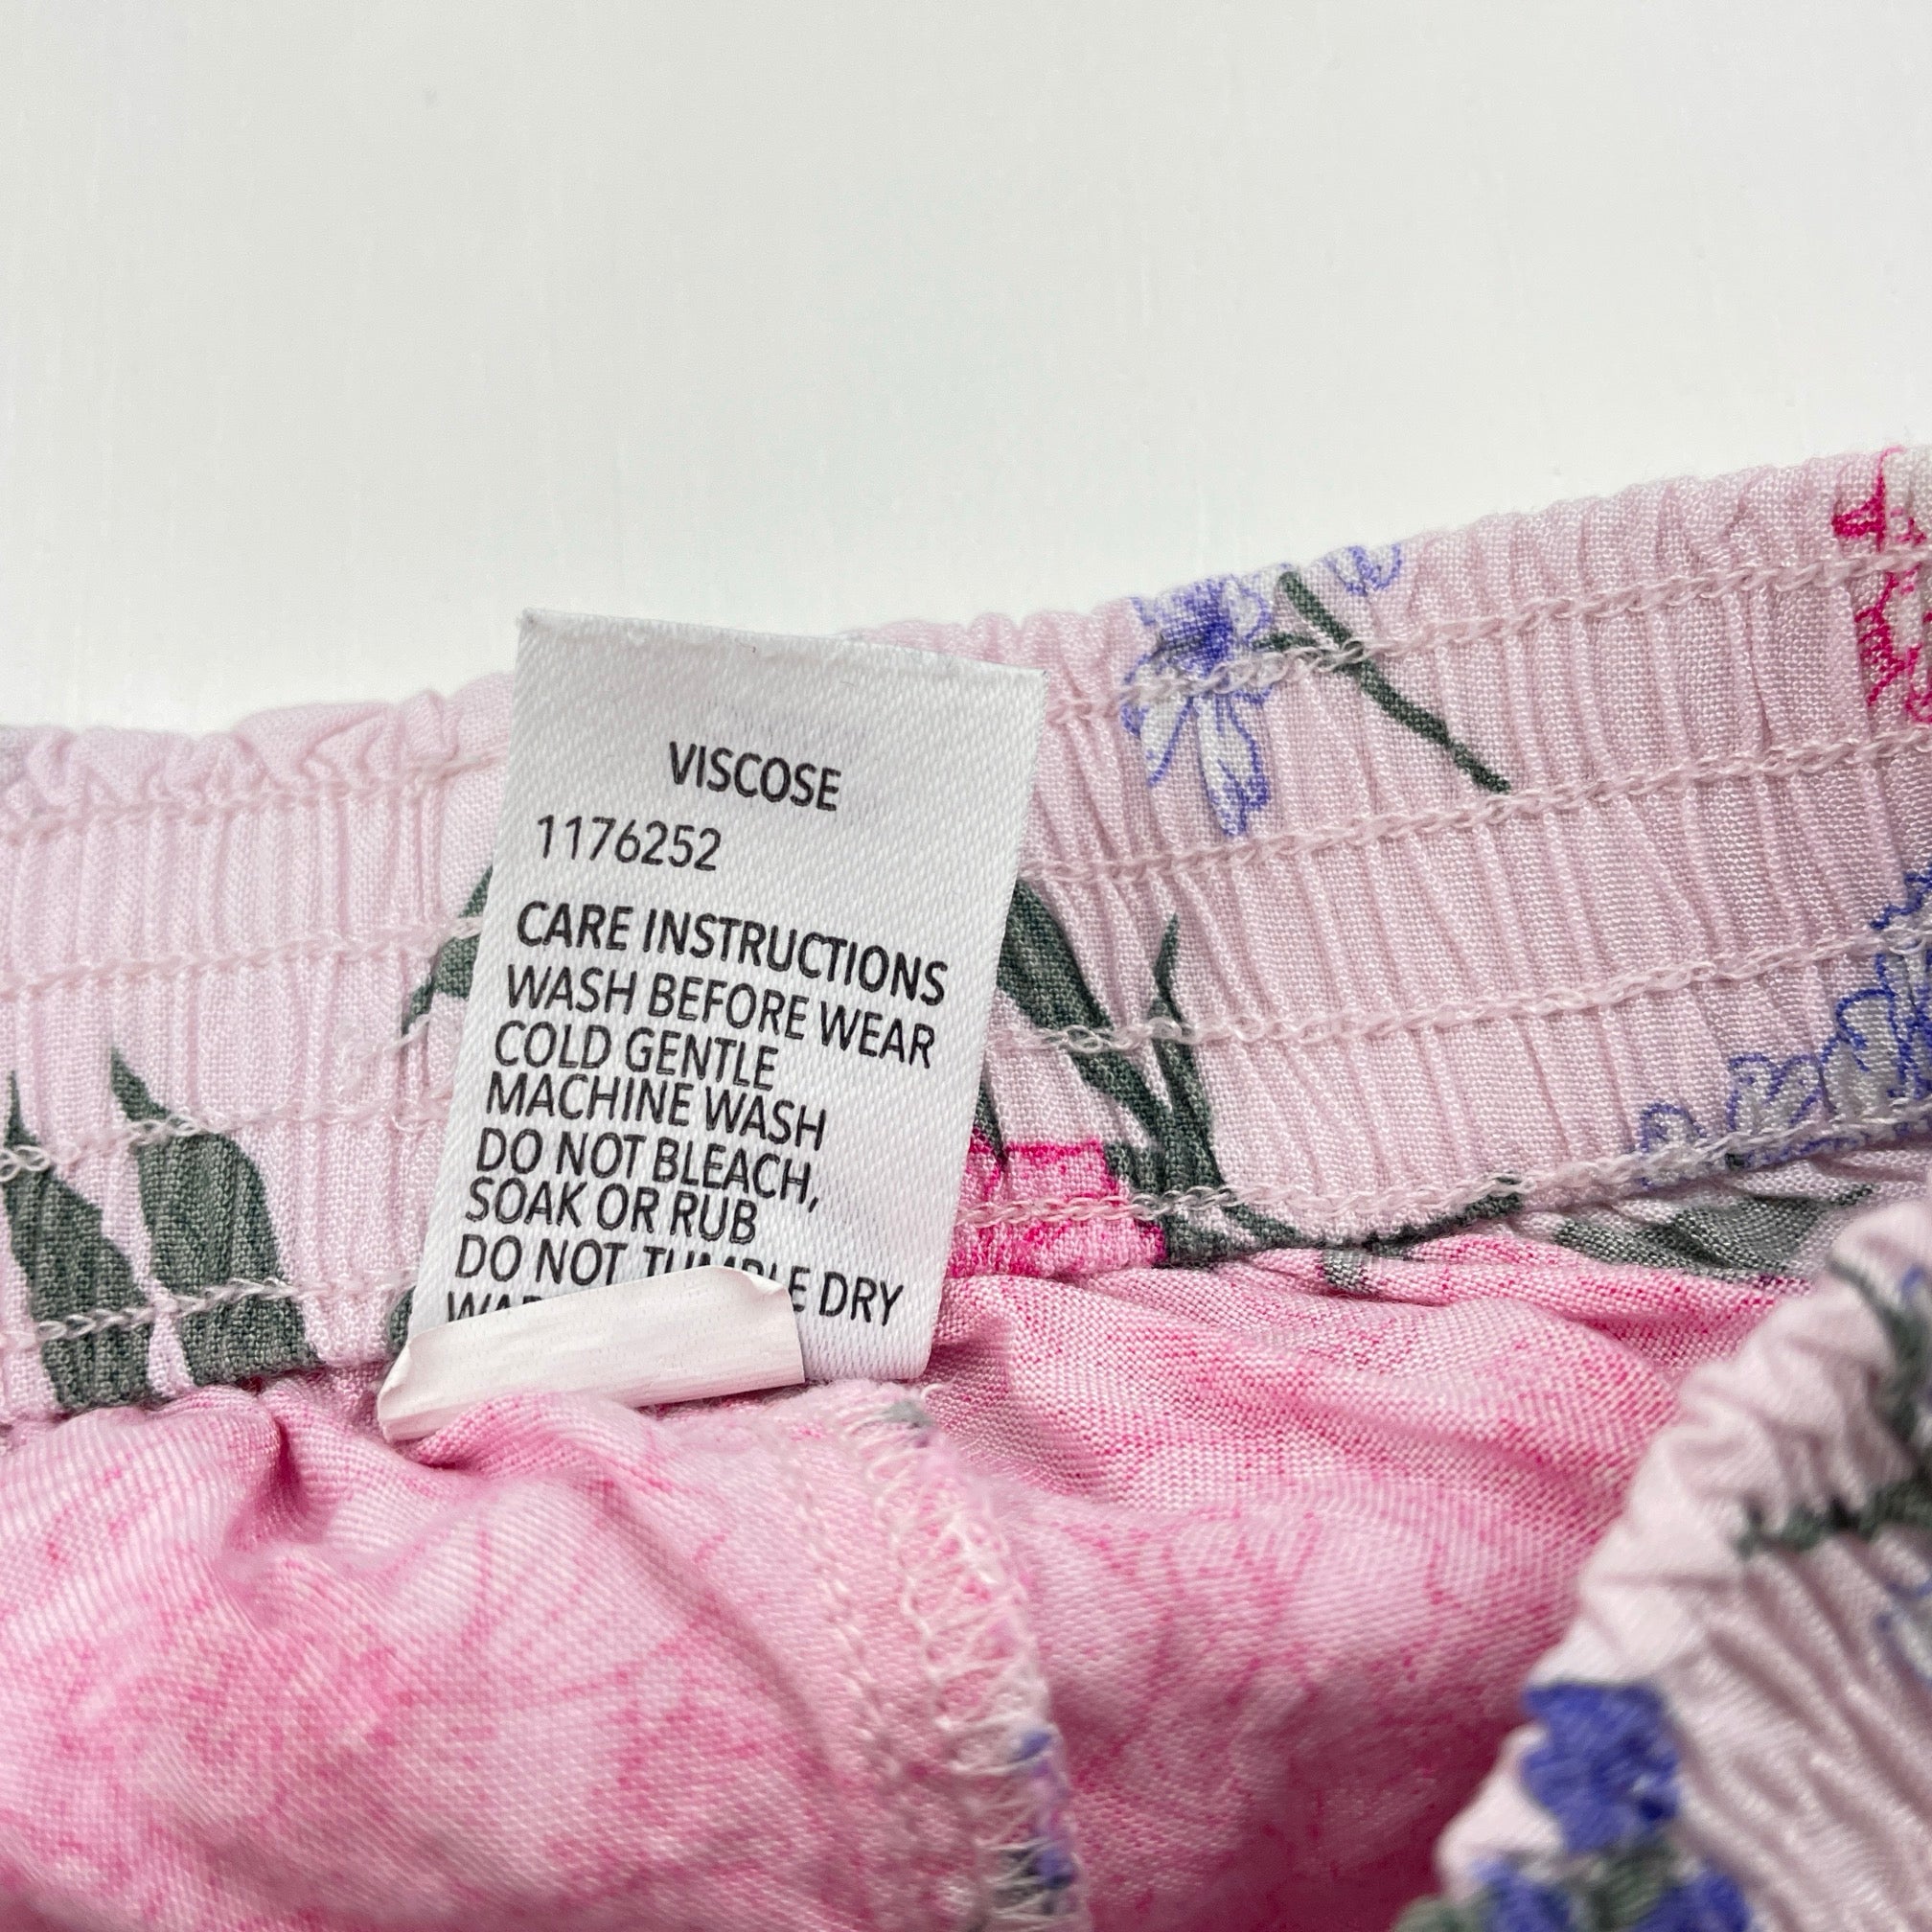 VISCOSE
1176252
CARE INSTRUCTIONS
WASH BEFORE WEAR
COLD GENTLE
MACHINE WASH
DO NOT BLEACH,
SOAK OR RUB
DO NOT TUMBLE DRY